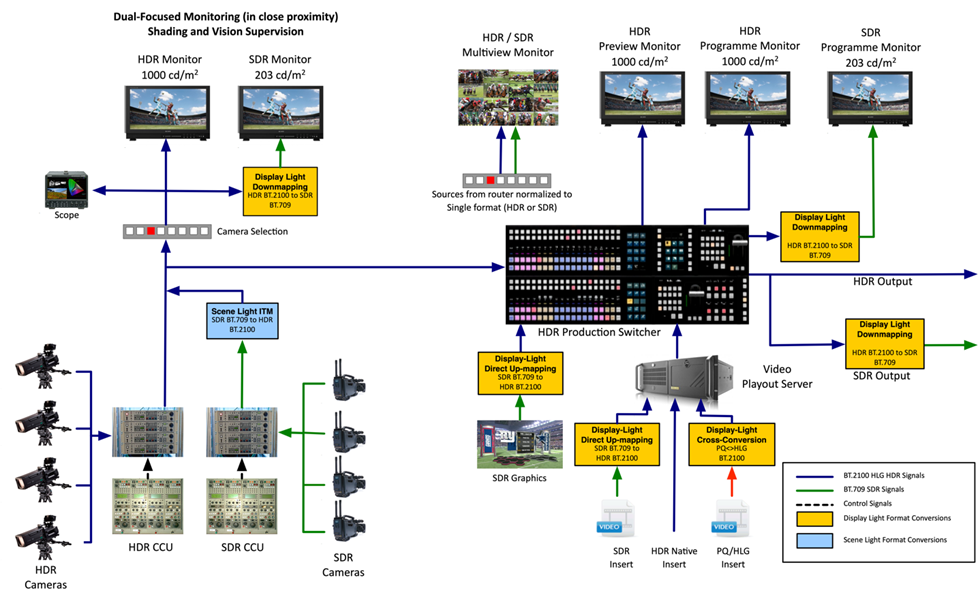 Dual-Focused Monitoring (in close proximity)
Shading and Vision Supervision
HDR Monitor
1000 cd/m²
SDR Monitor
203 cd/m²
HDR / SDR
Multiview Monitor
HDR
Preview Monitor
1000 cd/m²
HDR
Programme Monitor
1000 cd/m²
SDR
Programme Monitor
203 cd/m²
Scope
Display Light
Downmapping
HDR BT.2100 to SDR
BT.709
Camera Selection
Sources from router normalized to
Single format (HDR or SDR)
Display Light
Downmapping
HDR BT.2100 to SDR
BT.709
HDR Output
Scene Light ITM
SDR BT.709 to HDR
BT.2100
HDR Production Switcher
Display Light
Downmapping
HDR BT.2100 to SDR
BT.709
SDR Output
Display-Light
Direct Up-mapping
SDR BT.709 to
HDR BT.2100
Video
Playout Server
SDR Graphics
Display-Light
Direct Up-mapping
SDR BT.709 to
HDR BT.2100
Display-Light
Cross-Conversion
PQ<>HLG
BT.2100
VIDEO
VIDEO
SDR
Insert
HDR Native
Insert
PQ/HLG
Insert
HDR CCU
SDR CCU
HDR
Cameras
SDR
Cameras
BT.2100 HLG HDR Signals
BT.709 SDR Signals
Control Signals
Display Light Format Conversions
Scene Light Format Conversions